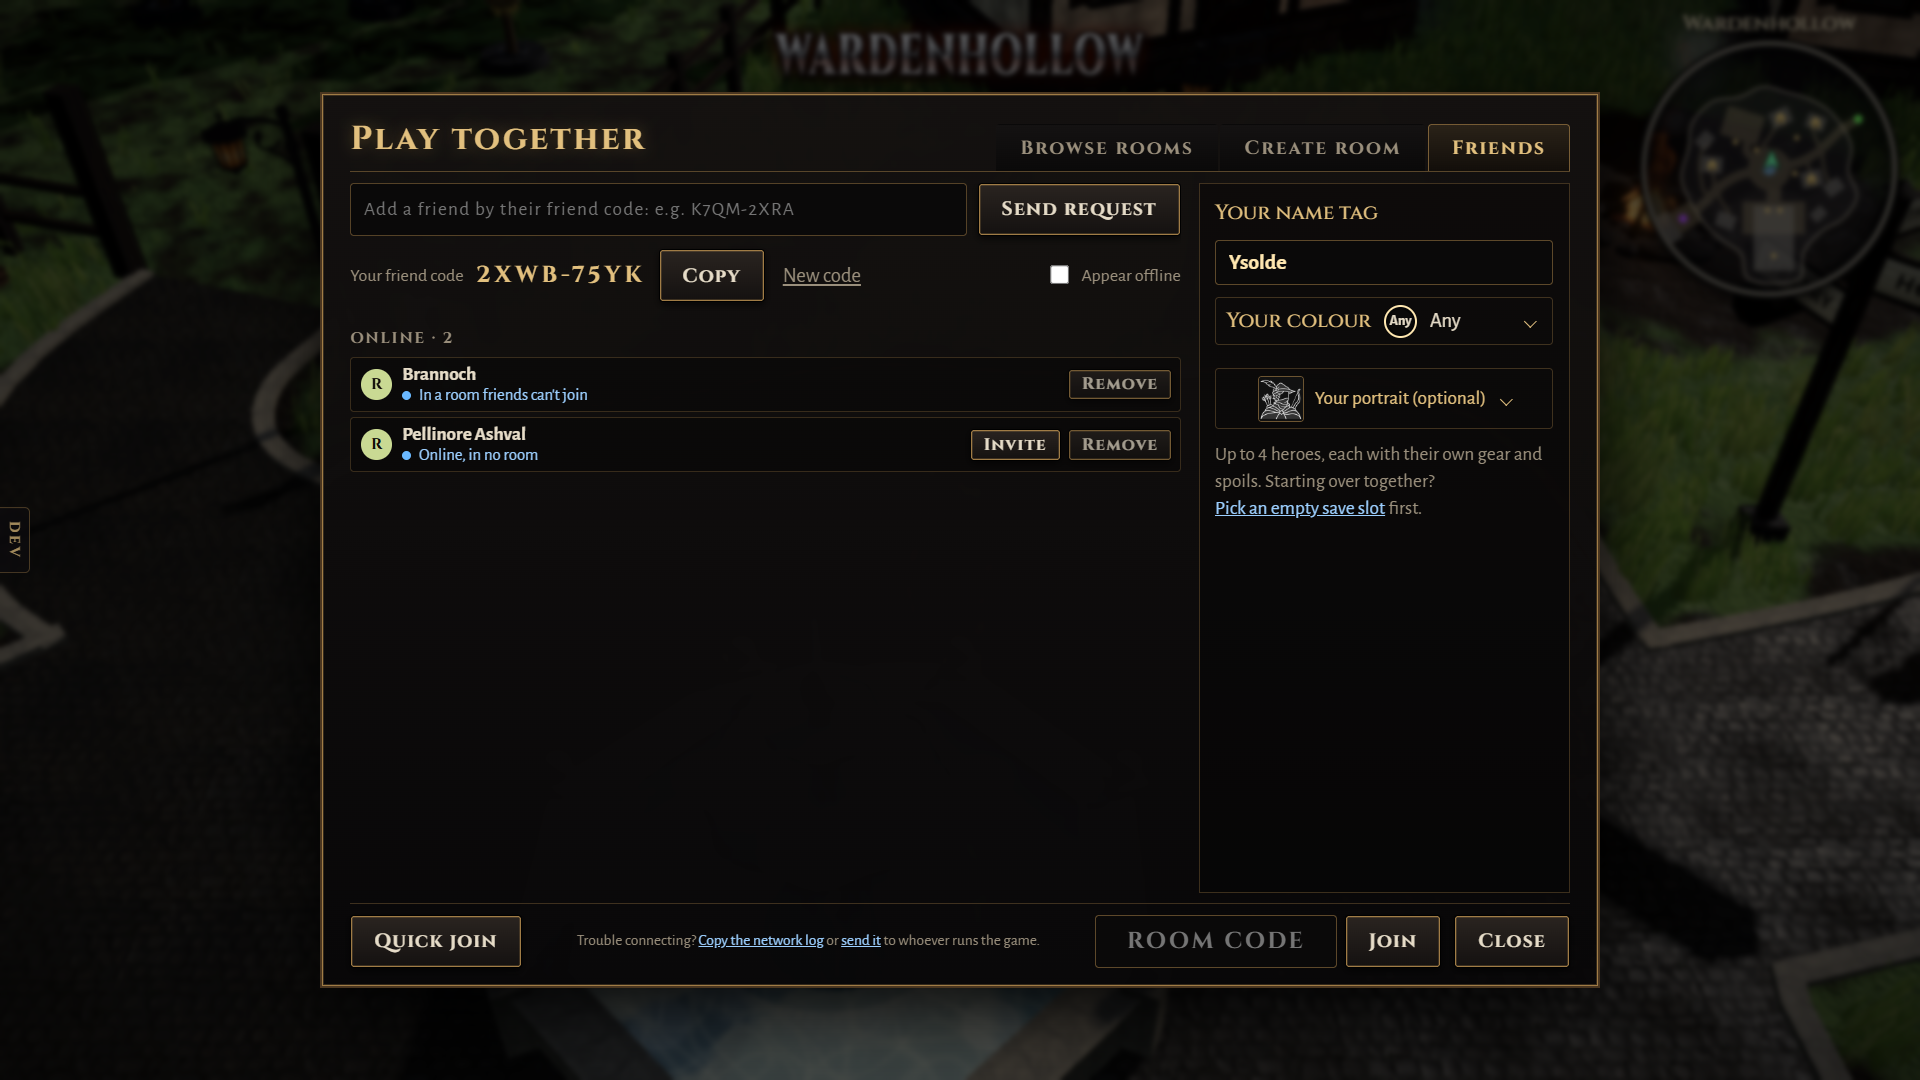 WARDENHOLLOW
WARDENHOLLOW
PLAY TOGETHER
BROWSE ROOMS
CREATE ROOM
FRIENDS
Add a friend by their friend code: e.g. K7QM-2XRA
SEND REQUEST
Your friend code 2XWB-75YK COPY New code
Appear offline
ONLINE · 2
R
Brannoch
In a room friends can't join
REMOVE
R
Pellinore Ashval
Online, in no room
INVITE
REMOVE
YOUR NAME TAG
Ysolde
YOUR COLOUR Any Any
Your portrait (optional)
Up to 4 heroes, each with their own gear and
spoils. Starting over together?
Pick an empty save slot first.
DEV
QUICK JOIN
Trouble connecting? Copy the network log or send it to whoever runs the game.
ROOM CODE
JOIN
CLOSE